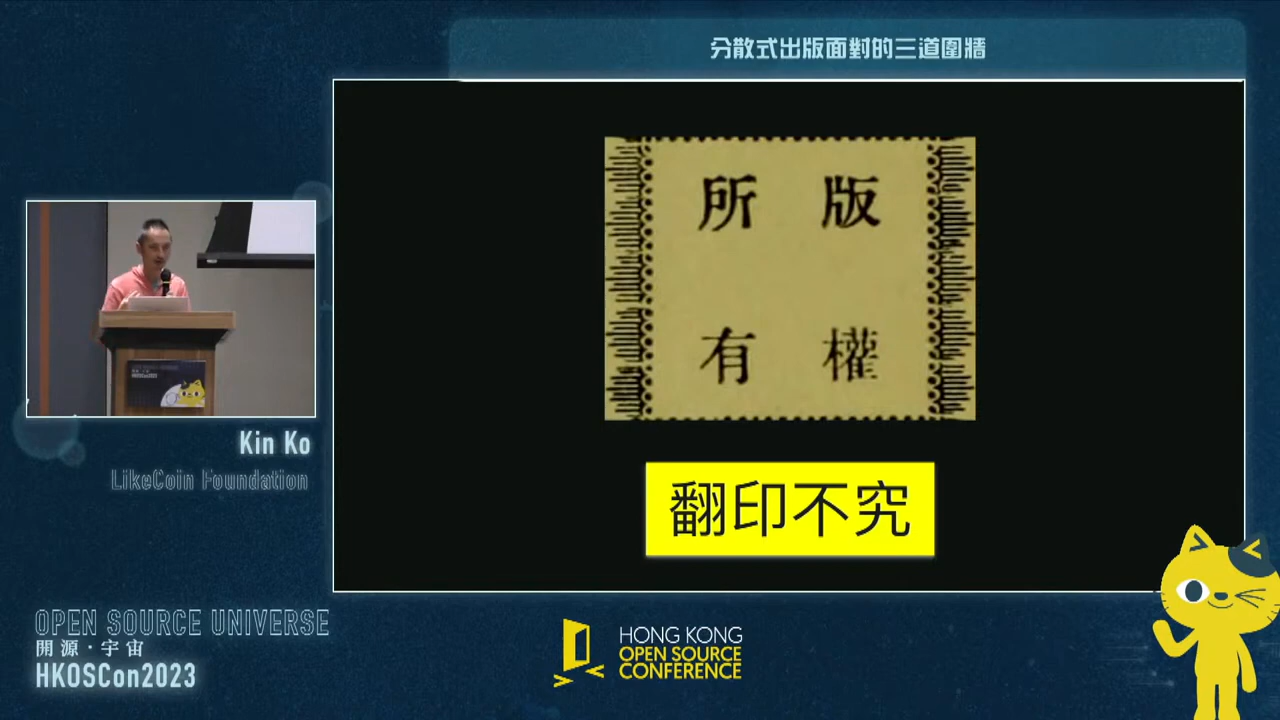 分散式出版面對的三道圍牆
所 版
有 權
翻印不究
Kin Ko
LikeCoin Foundation
OPEN SOURCE UNIVERSE
開源·宇宙
HKOSCon2023
HONG KONG
OPEN SOURCE
CONFERENCE